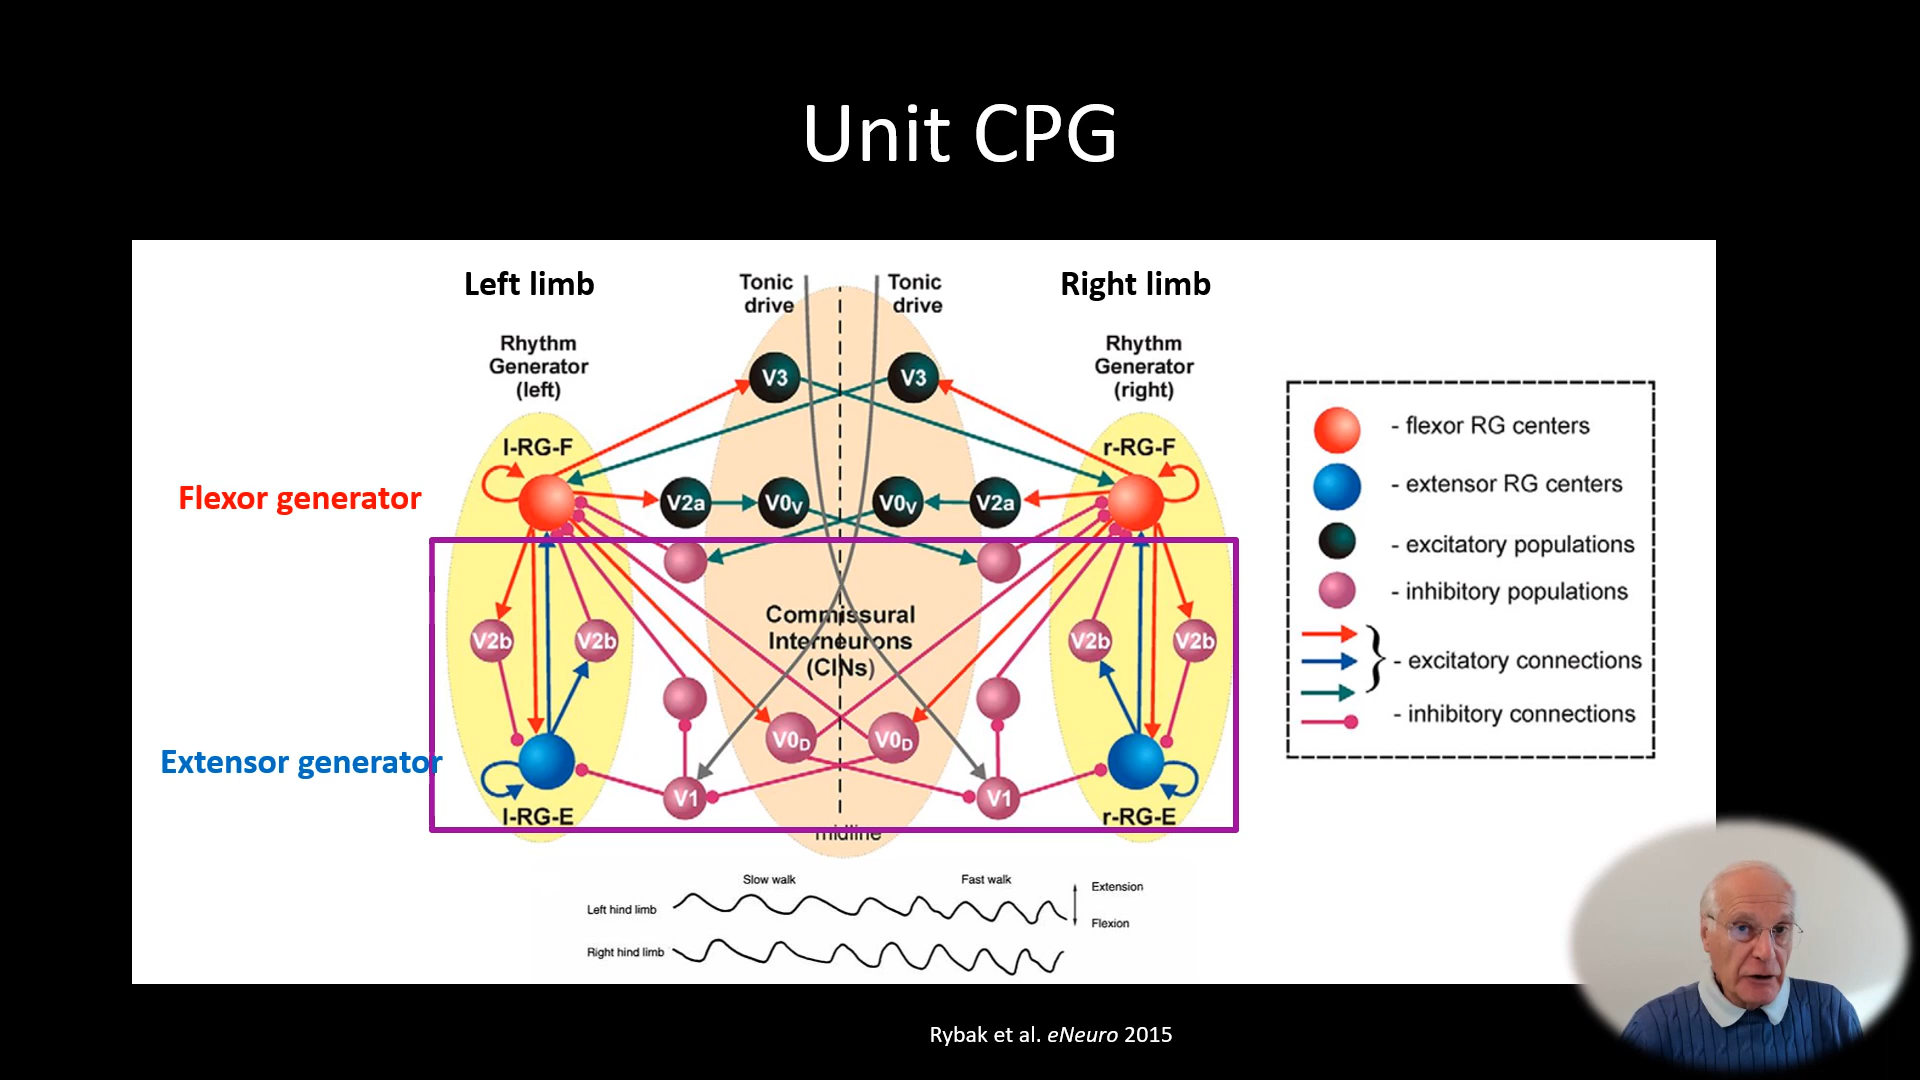 Unit CPG
Left limb
Tonic
drive
Tonic
drive
Right limb
Rhythm
Generator
(left)
Rhythm
Generator
(right)
V3
V3
l-RG-F
r-RG-F
Flexor generator
V2a
V0V
V0V
V2a
Commissural
Interneurons
(CINs)
V2b
V2b
V2b
V2b
V0D
V0D
Extensor generator
V1
V1
l-RG-E
r-RG-E
midline
- flexor RG centers
- extensor RG centers
- excitatory populations
- inhibitory populations
- excitatory connections
- inhibitory connections
Slow walk
Fast walk
Extension
Left hind limb
Flexion
Right hind limb
Rybak et al. eNeuro 2015